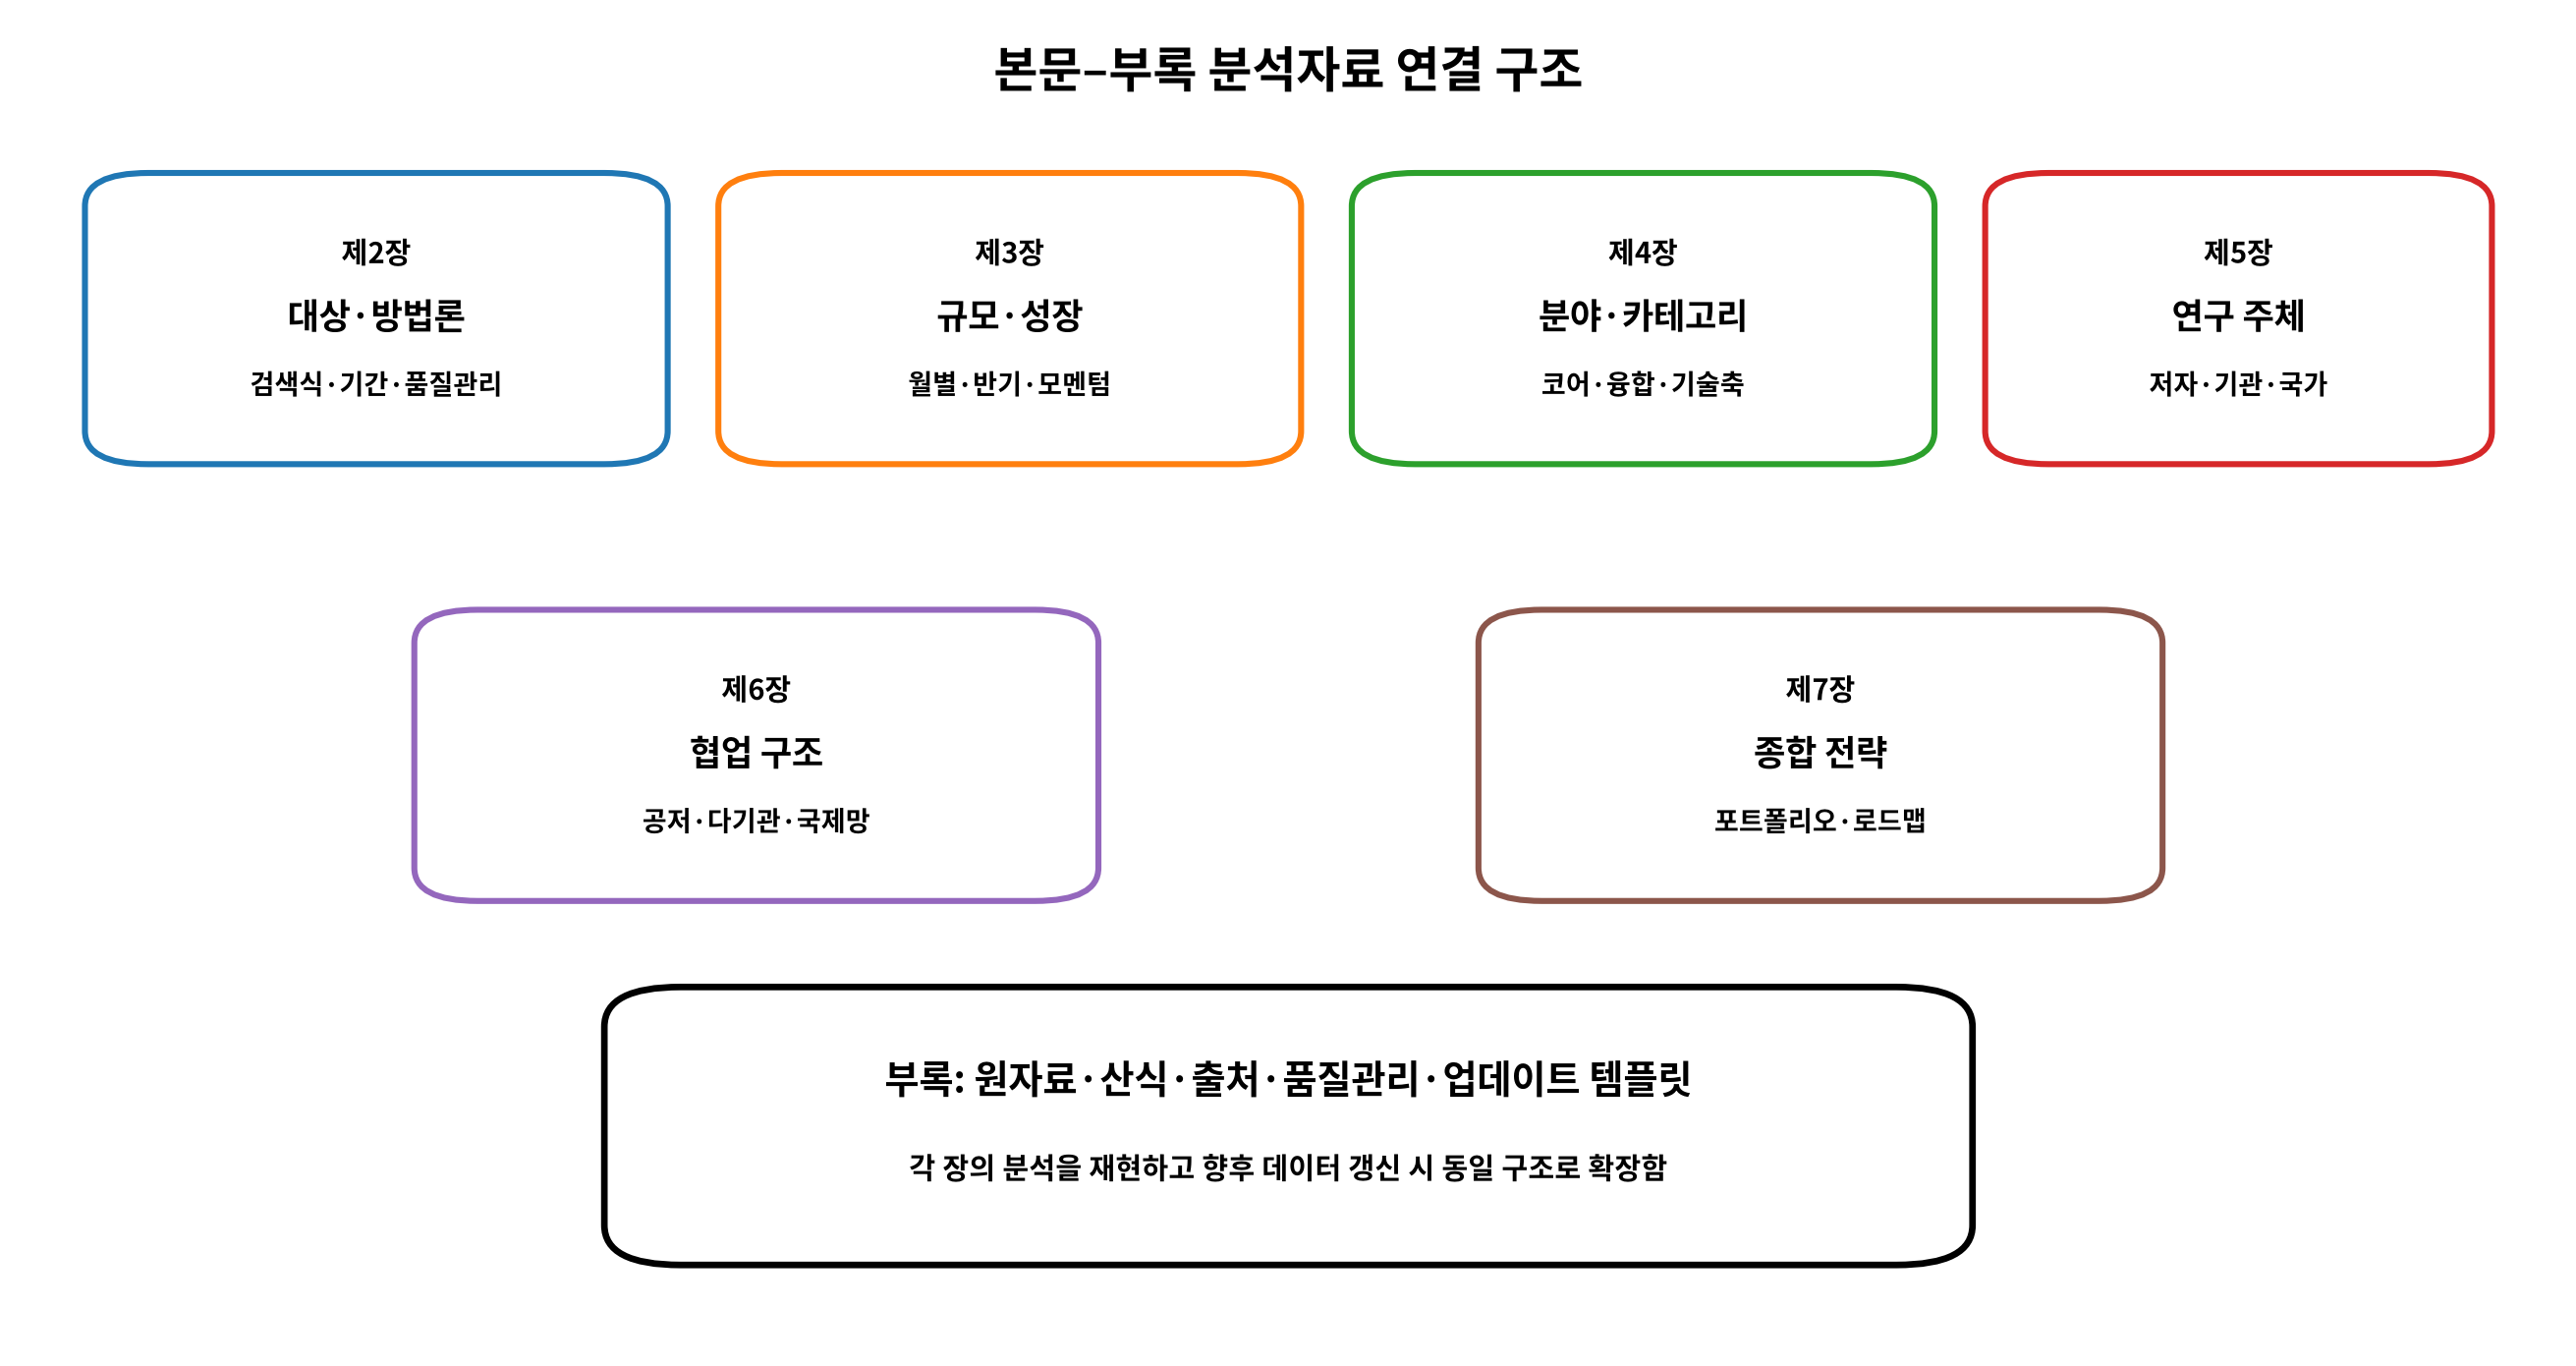 본문–부록 분석자료 연결 구조
제2장
대상·방법론
검색식·기간·품질관리
제3장
규모·성장
월별·반기·모멘텀
제4장
분야·카테고리
코어·융합·기술축
제5장
연구 주체
저자·기관·국가
제6장
협업 구조
공저·다기관·국제망
제7장
종합 전략
포트폴리오·로드맵
부록: 원자료·산식·출처·품질관리·업데이트 템플릿
각 장의 분석을 재현하고 향후 데이터 갱신 시 동일 구조로 확장함